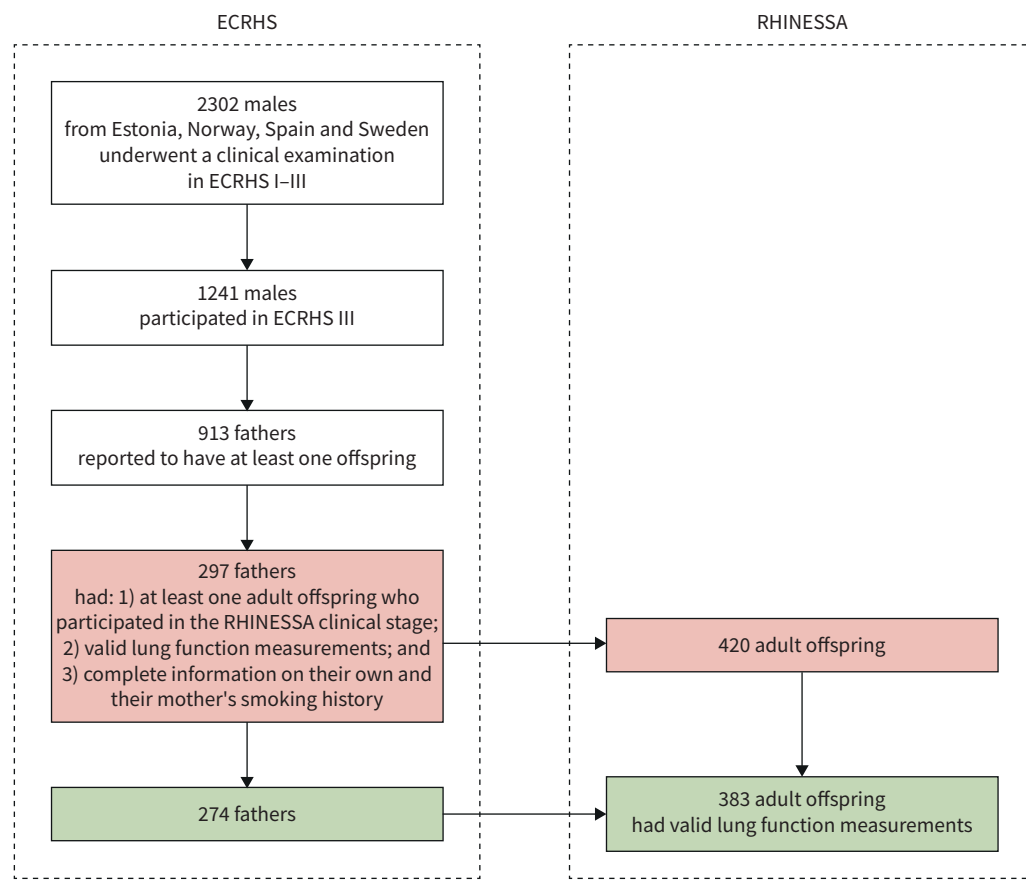 ECRHS
RHINESSA
2302 males
from Estonia, Norway, Spain and Sweden
underwent a clinical examination
in ECRHS I–III
1241 males
participated in ECRHS III
913 fathers
reported to have at least one offspring
297 fathers
had: 1) at least one adult offspring who
participated in the RHINESSA clinical stage;
2) valid lung function measurements; and
3) complete information on their own and
their mother's smoking history
420 adult offspring
274 fathers
383 adult offspring
had valid lung function measurements